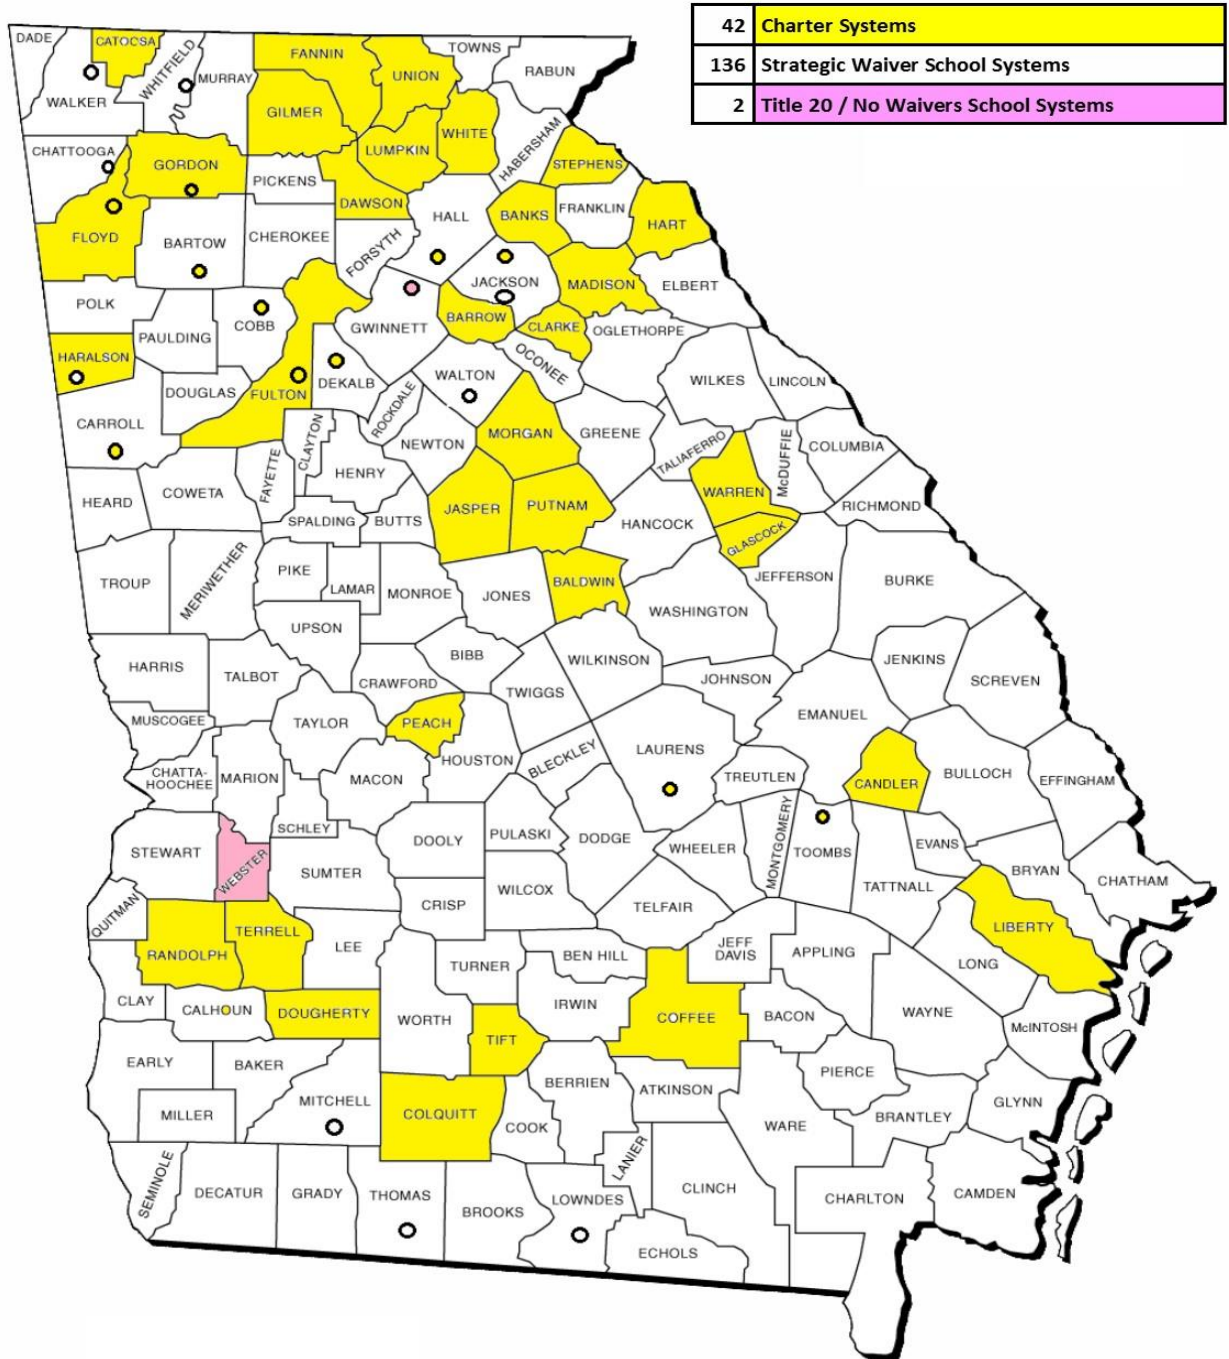 42 Charter Systems
136 Strategic Waiver School Systems
2 Title 20 / No Waivers School Systems
DADE
CATOOSA
WHITFIELD
MURRAY
FANNIN
UNION
TOWNS
RABUN
WALKER
GILMER
WHITE
HABERSHAM
CHATTOOGA
GORDON
PICKENS
LUMPKIN
STEPHENS
DAWSON
BANKS
FRANKLIN
HART
FLOYD
BARTOW
CHEROKEE
FORSYTH
HALL
JACKSON
MADISON
ELBERT
POLK
PAULDING
COBB
GWINNETT
BARROW
CLARKE
OGLETHORPE
HARALSON
DOUGLAS
FULTON
DEKALB
ROCKDALE
WALTON
OCONEE
WILKES
LINCOLN
CARROLL
CLAYTON
NEWTON
MORGAN
GREENE
TALIAFERRO
McDUFFIE
COLUMBIA
HEARD
COWETA
FAYETTE
HENRY
SPALDING
BUTTS
JASPER
PUTNAM
HANCOCK
WARREN
GLASCOCK
RICHMOND
TROUP
MERIWETHER
PIKE
LAMAR
MONROE
JONES
BALDWIN
WASHINGTON
JEFFERSON
BURKE
UPSON
HARRIS
TALBOT
CRAWFORD
BIBB
TWIGGS
WILKINSON
JOHNSON
JENKINS
SCREVEN
MUSCOGEE
TAYLOR
PEACH
HOUSTON
BLECKLEY
LAURENS
EMANUEL
CHATTA-
HOOCHEE
MARION
MACON
TREUTLEN
CANDLER
BULLOCH
EFFINGHAM
STEWART
WEBSTER
SCHLEY
SUMTER
DOOLY
PULASKI
DODGE
WHEELER
MONTGOMERY
TOOMBS
EVANS
BRYAN
CHATHAM
TATTNALL
QUITMAN
CRISP
WILCOX
TELFAIR
RANDOLPH
TERRELL
LEE
TURNER
BEN HILL
JEFF
DAVIS
APPLING
LONG
LIBERTY
CLAY
CALHOUN
DOUGHERTY
WORTH
TIFT
IRWIN
COFFEE
BACON
WAYNE
McINTOSH
EARLY
BAKER
MILLER
MITCHELL
COLQUITT
COOK
BERRIEN
ATKINSON
PIERCE
WARE
BRANTLEY
GLYNN
SEMINOLE
DECATUR
GRADY
THOMAS
BROOKS
LOWNDES
LANIER
CLINCH
ECHOLS
CHARLTON
CAMDEN